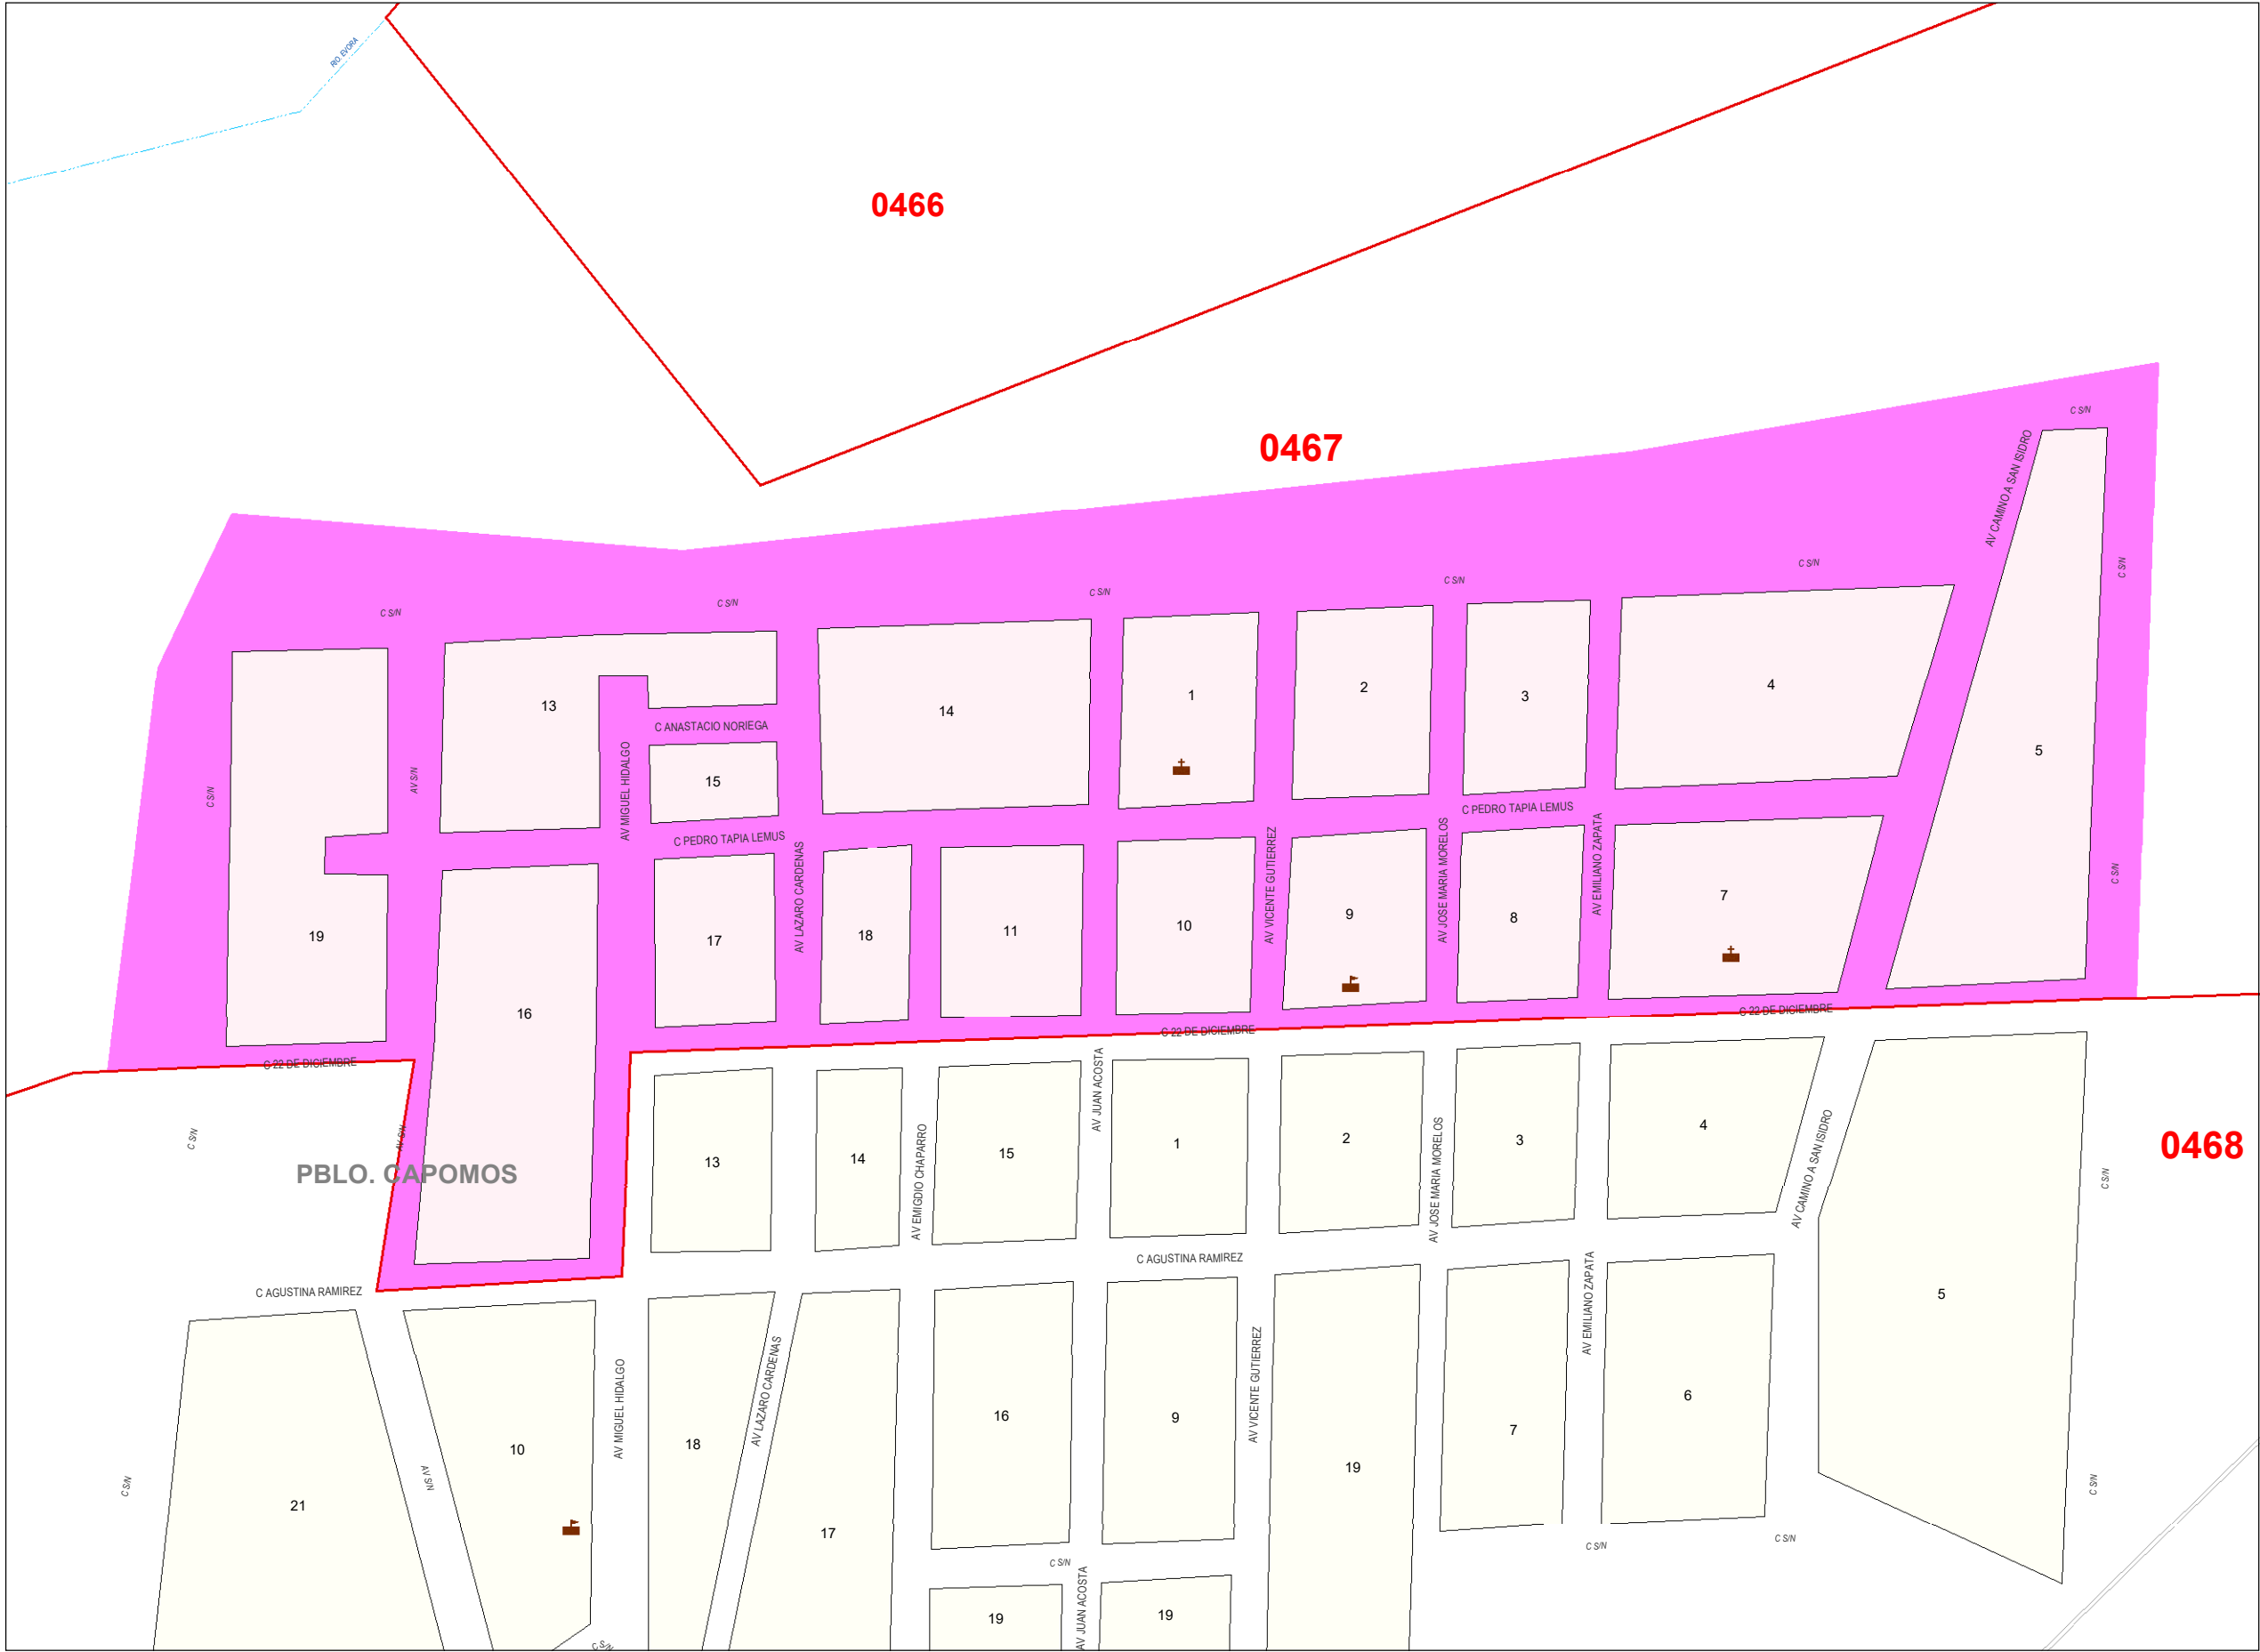 RIO. EVORA
0466
0467
C S/N
AV CAMINO A SAN ISIDRO
C S/N
C S/N
C S/N
C S/N
C S/N
C S/N
C S/N
1
2
3
4
13
14
5
C ANASTACIO NORIEGA
15
AV S/N
C S/N
AV MIGUEL HIDALGO
C PEDRO TAPIA LEMUS
C PEDRO TAPIA LEMUS
AV LAZARO CARDENAS
AV VICENTE GUTIERREZ
AV JOSE MARIA MORELOS
AV EMILIANO ZAPATA
C S/N
19
16
17
18
11
10
9
8
7
C 22 DE DICIEMBRE
C 22 DE DICIEMBRE
C 22 DE DICIEMBRE
C S/N
AV S/N
PBLO. CAPOMOS
AV JUAN ACOSTA
AV EMIGDIO CHAPARRO
AV JOSE MARIA MORELOS
AV CAMINO A SAN ISIDRO
0468
13
14
15
1
2
3
4
C S/N
C AGUSTINA RAMIREZ
C AGUSTINA RAMIREZ
AV EMILIANO ZAPATA
5
AV MIGUEL HIDALGO
AV LAZARO CARDENAS
AV VICENTE GUTIERREZ
21
10
18
17
16
9
19
7
6
C S/N
AV S/N
C S/N
C S/N
C S/N
C S/N
AV JUAN ACOSTA
19
19
C S/N